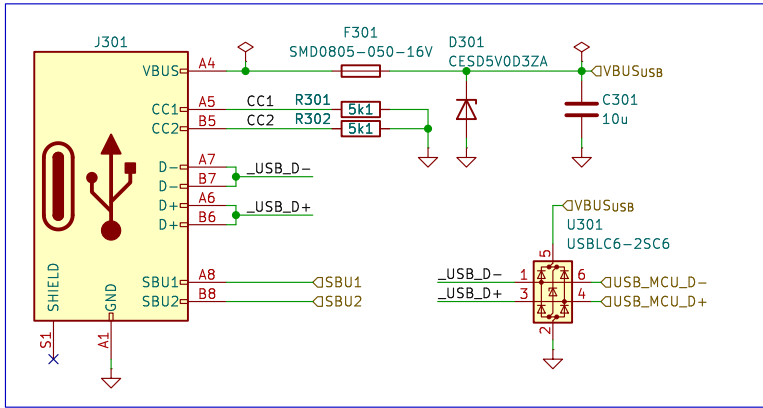 J301
F301
SMD0805-050-16V
D301
CESD5V0D3ZA
VBUS
A4
VBUSUSB
CC1
A5
CC1
R301
5k1
C301
10u
CC2
B5
CC2
R302
5k1
D-
A7
_USB_D-
D-
B7
D+
A6
_USB_D+
D+
B6
VBUSUSB
U301
USBLC6-2SC6
5
SBU1
A8
SBU1
_USB_D-
1
6
USB_MCU_D-
SBU2
B8
SBU2
_USB_D+
3
4
USB_MCU_D+
2
SHIELD
GND
S1
A1